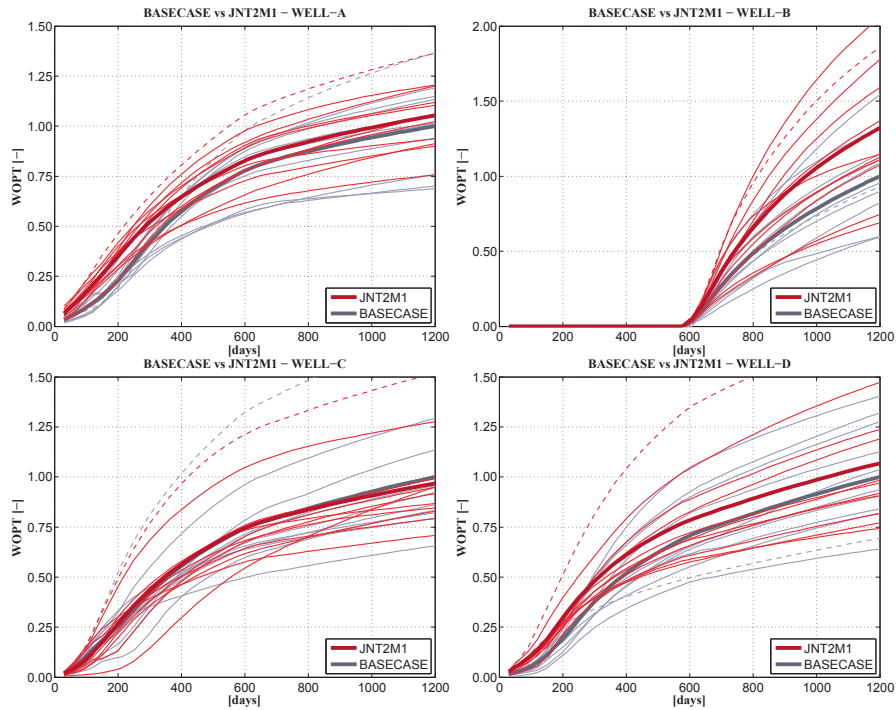 BASECASE vs JNT2M1 − WELL−A
WOPT [−]
1.50
1.25
1.00
0.75
0.50
0.25
0.00
0 200 400 600 800 1000 1200
[days]
JNT2M1
BASECASE
BASECASE vs JNT2M1 − WELL−B
WOPT [−]
2.00
1.50
1.00
0.50
0.00
0 200 400 600 800 1000 1200
[days]
JNT2M1
BASECASE
BASECASE vs JNT2M1 − WELL−C
WOPT [−]
1.50
1.25
1.00
0.75
0.50
0.25
0.00
0 200 400 600 800 1000 1200
[days]
JNT2M1
BASECASE
BASECASE vs JNT2M1 − WELL−D
WOPT [−]
1.50
1.25
1.00
0.75
0.50
0.25
0.00
0 200 400 600 800 1000 1200
[days]
JNT2M1
BASECASE